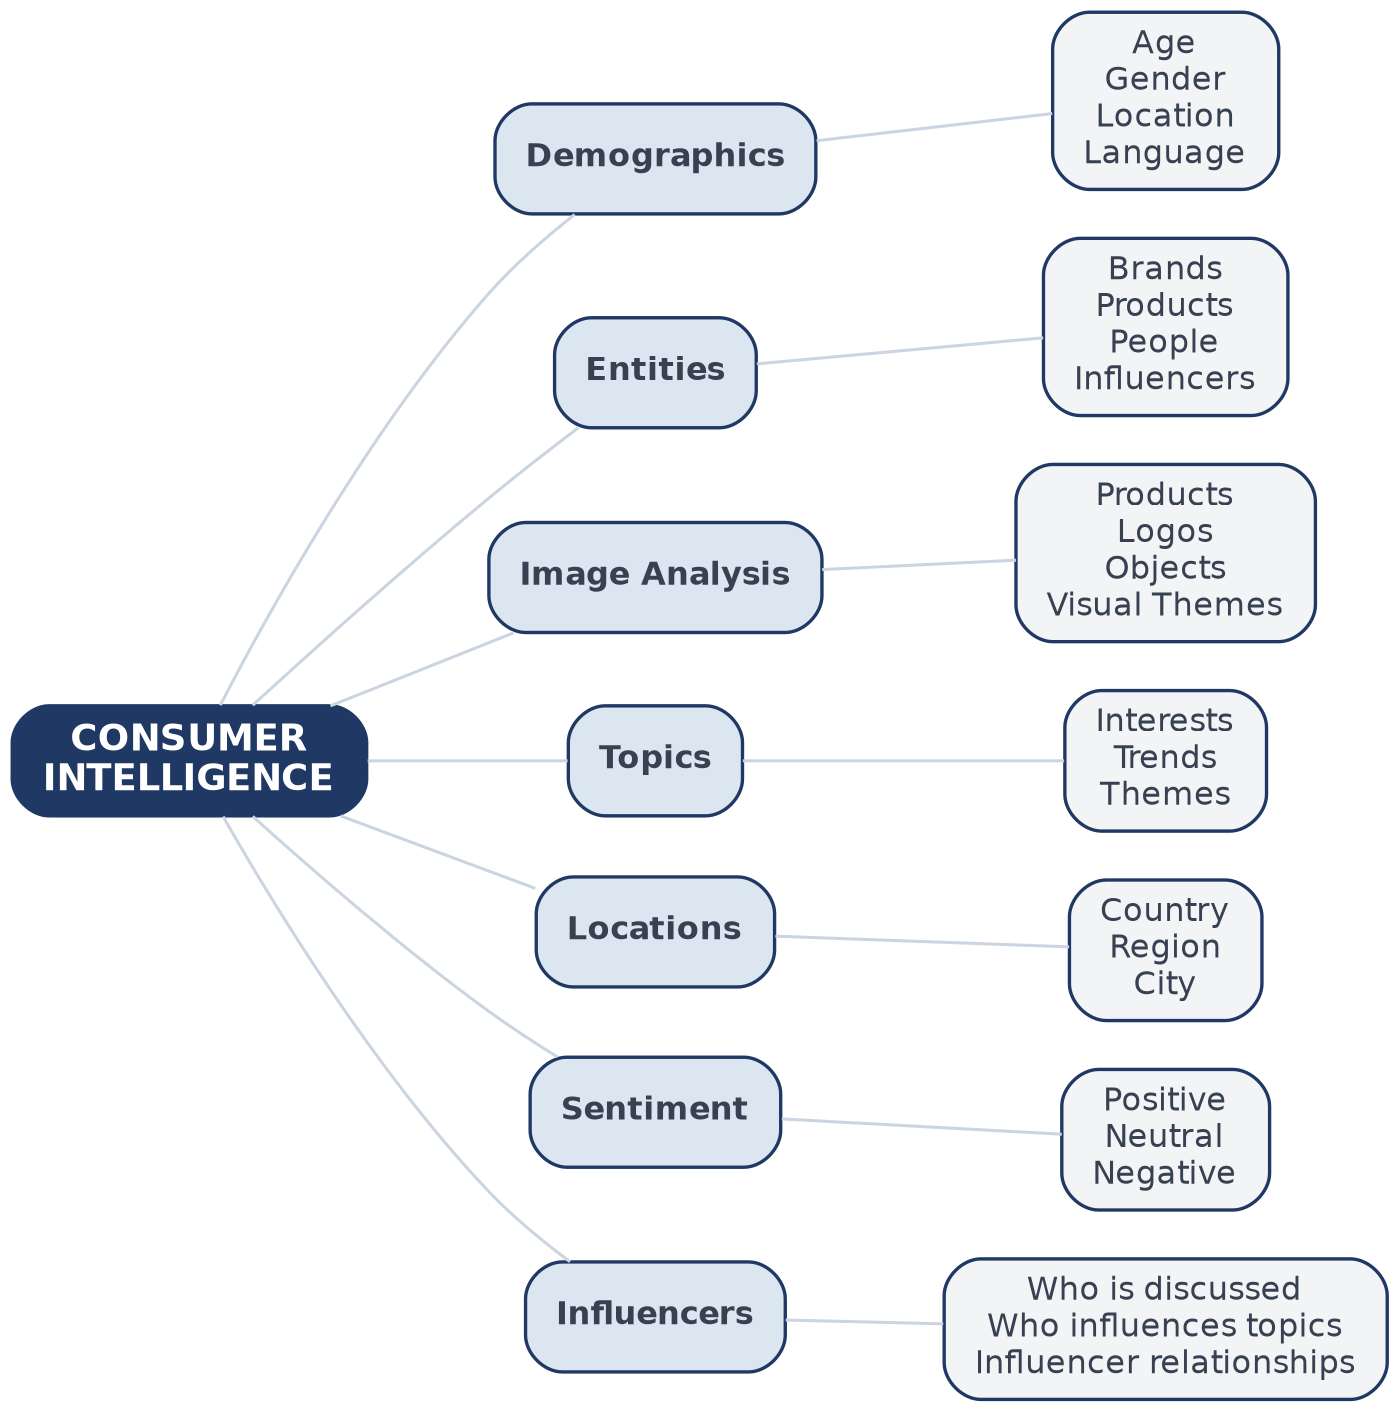 CONSUMER
INTELLIGENCE
Demographics
Age
Gender
Location
Language
Entities
Brands
Products
People
Influencers
Image Analysis
Products
Logos
Objects
Visual Themes
Topics
Interests
Trends
Themes
Locations
Country
Region
City
Sentiment
Positive
Neutral
Negative
Influencers
Who is discussed
Who influences topics
Influencer relationships